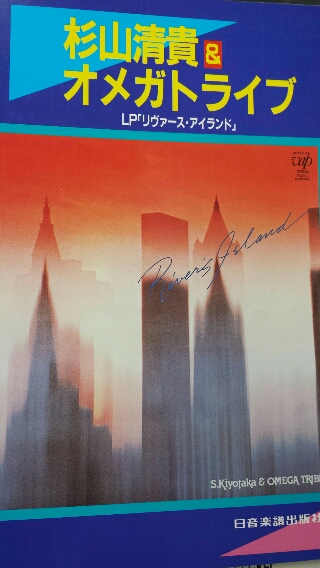 杉山清貴&
オメガトライブ
LP「リヴァース・アイランド」
vap
River's Island
S.Kiyotaka & OMEGA TRIBE
日音楽譜出版社